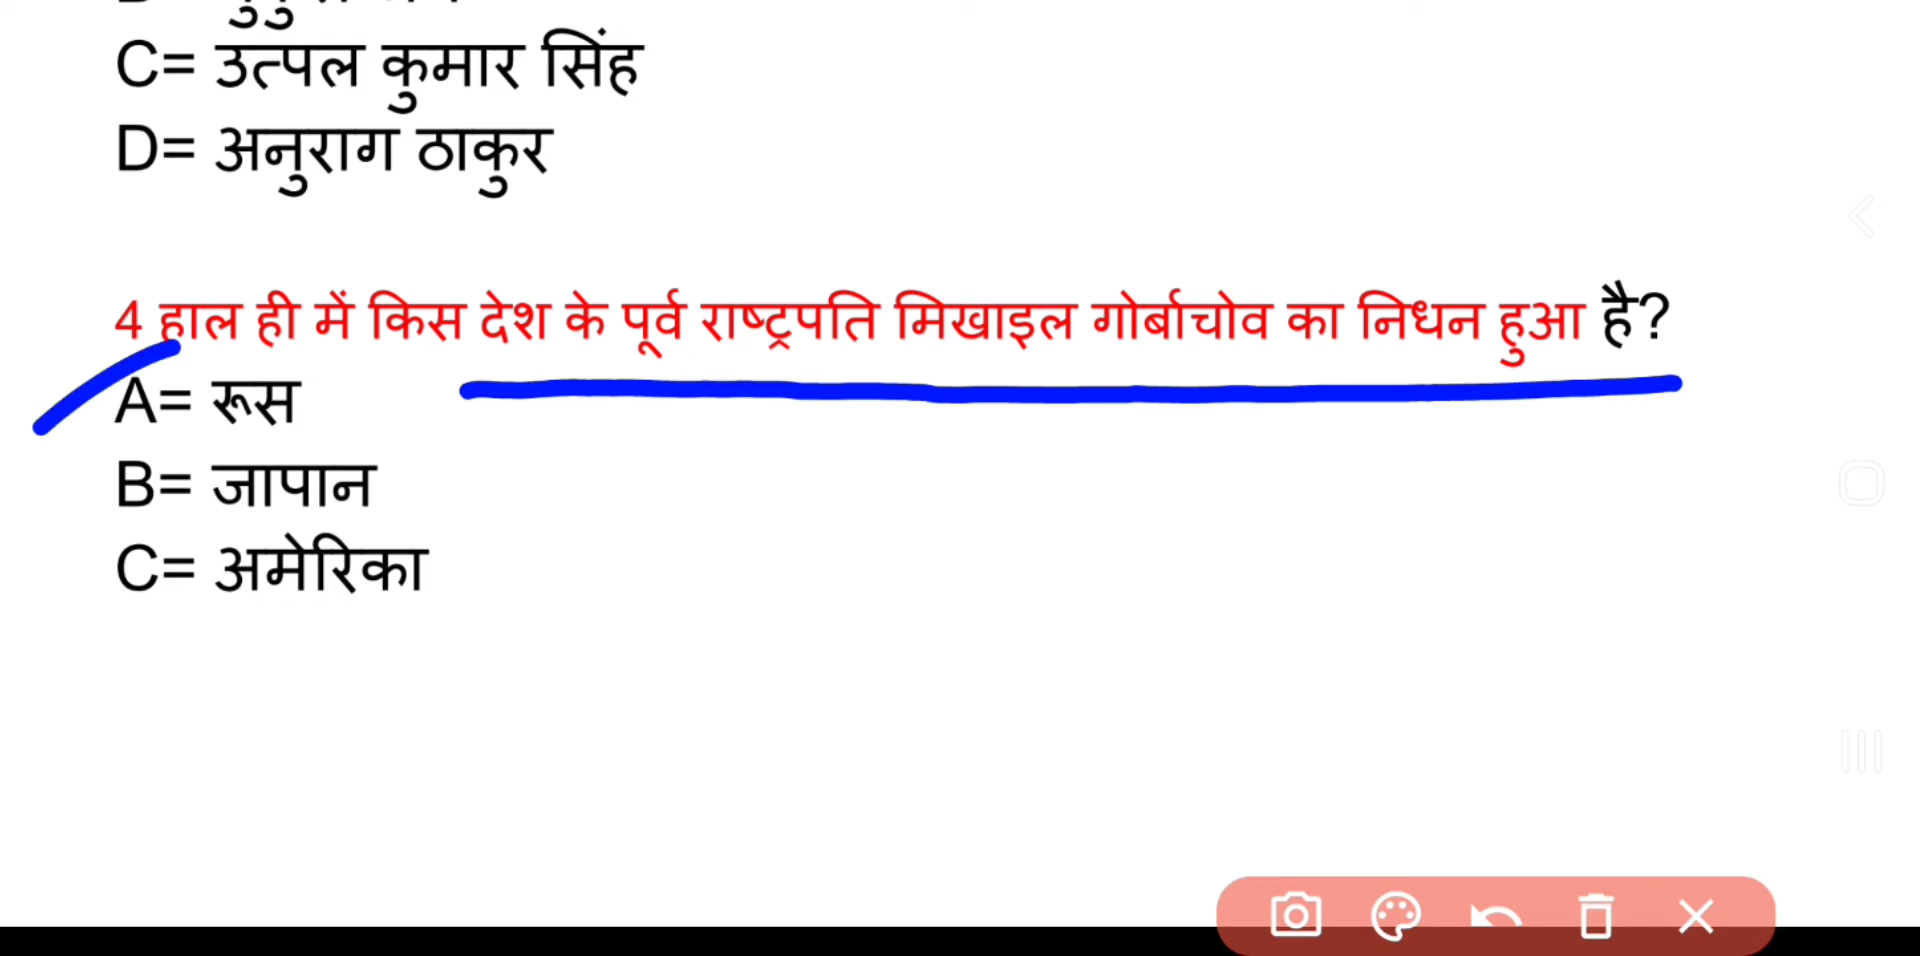 C= उत्पल कुमार सिंह
D= अनुराग ठाकुर
4 हाल ही में किस देश के पूर्व राष्ट्रपति मिखाइल गोर्बाचोव का निधन हुआ है?
A= रूस
B= जापान
C= अमेरिका